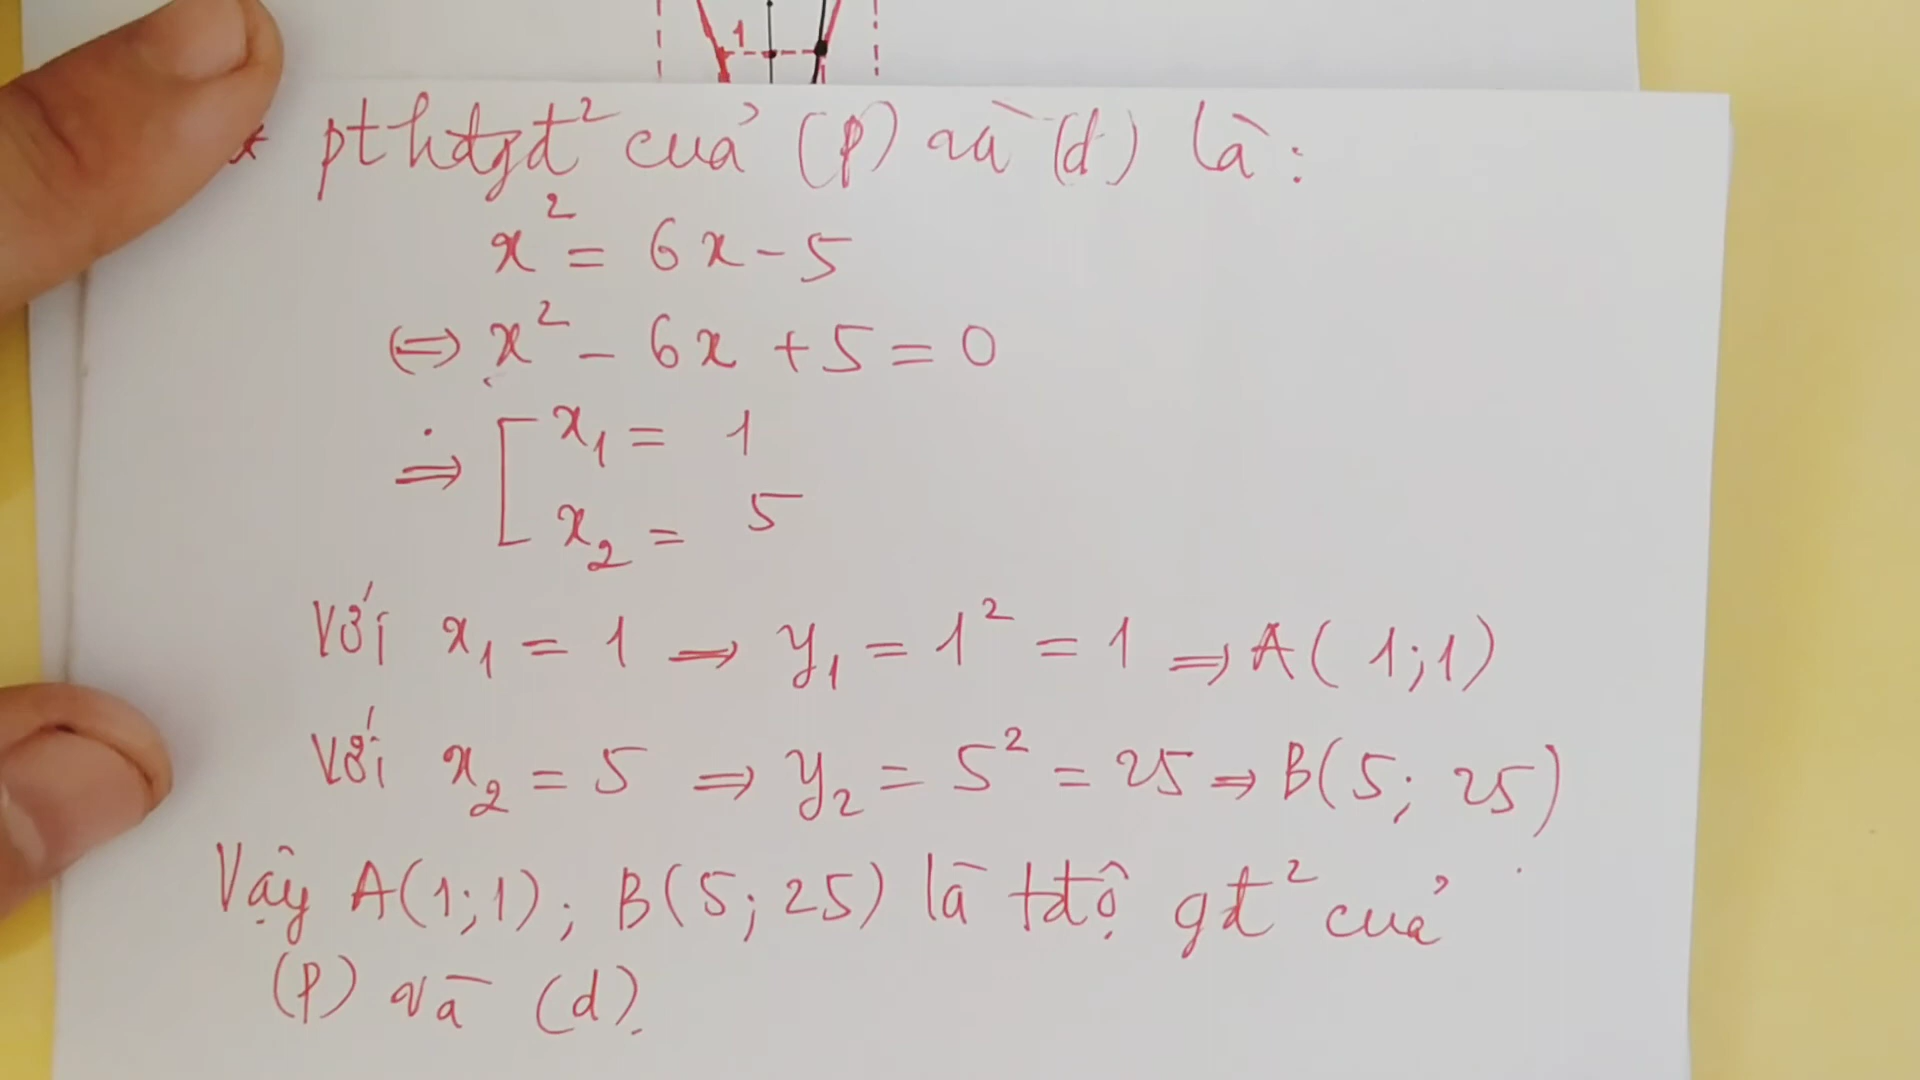 1
* pthđgđ² của (P) và (d) là:
x² = 6x - 5
⇔ x² - 6x + 5 = 0
⇒ [ x₁ = 1
x₂ = 5
Với x₁ = 1 → y₁ = 1² = 1 ⇒ A(1;1)
Với x₂ = 5 ⇒ y₂ = 5² = 25 ⇒ B(5; 25)
Vậy A(1;1); B(5; 25) là tđộ gđ² của
(P) và (d).